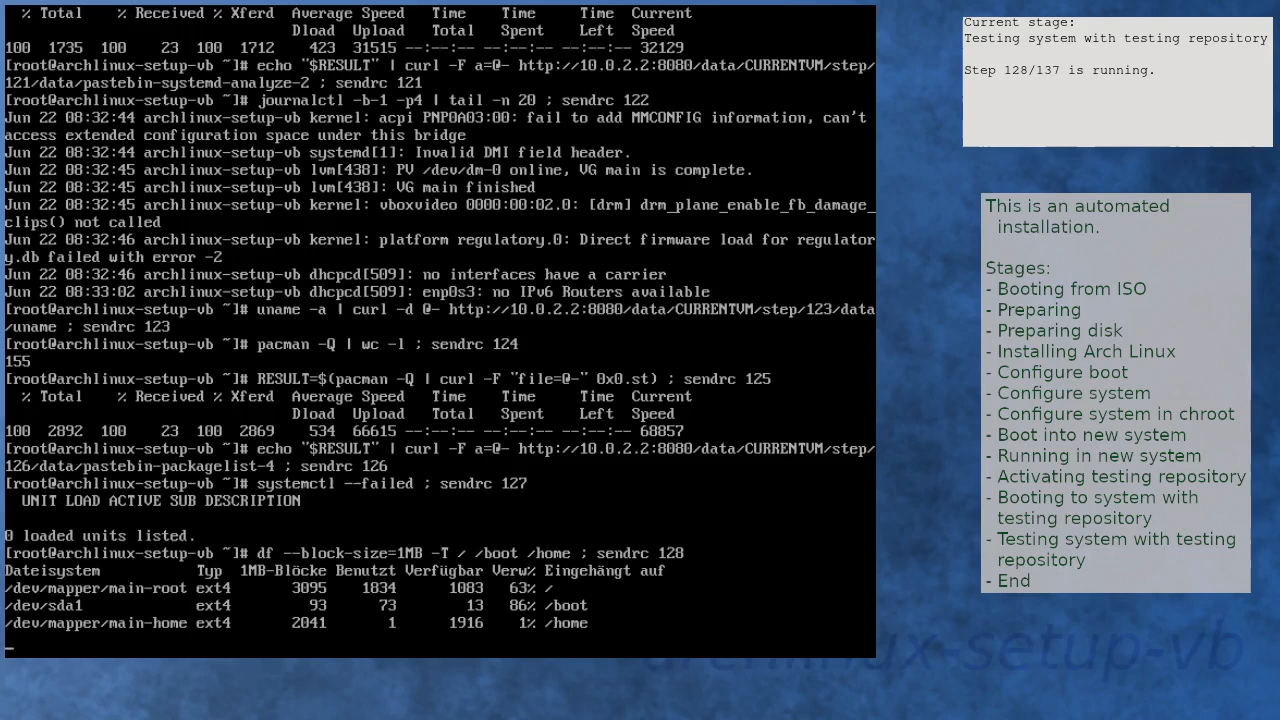 % Total    % Received % Xferd  Average Speed   Time    Time     Time  Current
                                 Dload  Upload   Total   Spent    Left  Speed
100  1735  100    23  100  1712    423  31515 --:--:-- --:--:-- --:--:-- 32129
[root@archlinux-setup-vb ~]# echo "$RESULT" | curl -F a=@- http://10.0.2.2:8080/data/CURRENTVM/step/
121/data/pastebin-systemd-analyze-2 ; sendrc 121
[root@archlinux-setup-vb ~]# journalctl -b-1 -p4 | tail -n 20 ; sendrc 122
Jun 22 08:32:44 archlinux-setup-vb kernel: acpi PNP0A03:00: fail to add MMCONFIG information, can't
access extended configuration space under this bridge
Jun 22 08:32:44 archlinux-setup-vb systemd[1]: Invalid DMI field header.
Jun 22 08:32:45 archlinux-setup-vb lvm[438]: PV /dev/dm-0 online, VG main is complete.
Jun 22 08:32:45 archlinux-setup-vb lvm[438]: VG main finished
Jun 22 08:32:45 archlinux-setup-vb kernel: vboxvideo 0000:00:02.0: [drm] drm_plane_enable_fb_damage_
clips() not called
Jun 22 08:32:46 archlinux-setup-vb kernel: platform regulatory.0: Direct firmware load for regulator
y.db failed with error -2
Jun 22 08:32:46 archlinux-setup-vb dhcpcd[509]: no interfaces have a carrier
Jun 22 08:33:02 archlinux-setup-vb dhcpcd[509]: enp0s3: no IPv6 Routers available
[root@archlinux-setup-vb ~]# uname -a | curl -d @- http://10.0.2.2:8080/data/CURRENTVM/step/123/data
/uname ; sendrc 123
[root@archlinux-setup-vb ~]# pacman -Q | wc -l ; sendrc 124
155
[root@archlinux-setup-vb ~]# RESULT=$(pacman -Q | curl -F "file=@-" 0x0.st) ; sendrc 125
  % Total    % Received % Xferd  Average Speed   Time    Time     Time  Current
                                 Dload  Upload   Total   Spent    Left  Speed
100  2892  100    23  100  2869    534  66615 --:--:-- --:--:-- --:--:-- 68857
[root@archlinux-setup-vb ~]# echo "$RESULT" | curl -F a=@- http://10.0.2.2:8080/data/CURRENTVM/step/
126/data/pastebin-packagelist-4 ; sendrc 126
[root@archlinux-setup-vb ~]# systemctl --failed ; sendrc 127
  UNIT LOAD ACTIVE SUB DESCRIPTION
0 loaded units listed.
[root@archlinux-setup-vb ~]# df --block-size=1MB -T / /boot /home ; sendrc 128
Dateisystem           Typ  1MB-Blöcke Benutzt Verfügbar Verw% Eingehängt auf
/dev/mapper/main-root ext4       3095    1834      1083   63% /
/dev/sda1             ext4         93      73        13   86% /boot
/dev/mapper/main-home ext4       2041       1      1916    1% /home
Current stage:
Testing system with testing repository
Step 128/137 is running.
This is an automated
installation.
Stages:
- Booting from ISO
- Preparing
- Preparing disk
- Installing Arch Linux
- Configure boot
- Configure system
- Configure system in chroot
- Boot into new system
- Running in new system
- Activating testing repository
- Booting to system with
testing repository
- Testing system with testing
repository
- End
archlinux-setup-vb